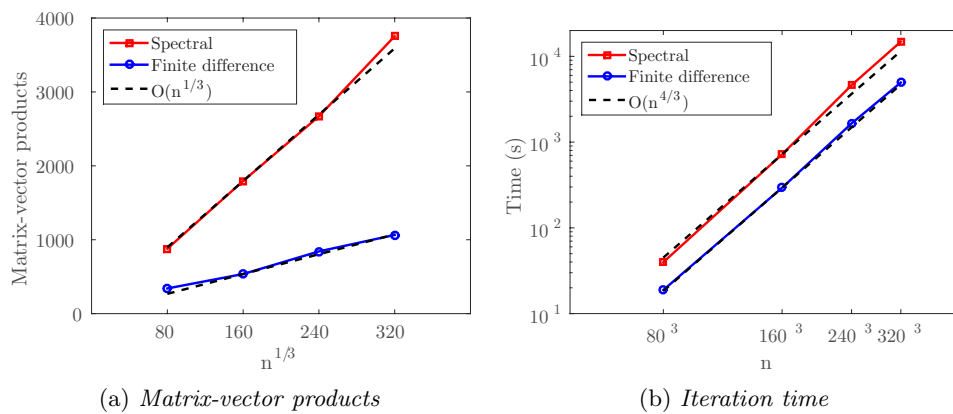 Matrix-vector products
4000
3000
2000
1000
0
Spectral
Finite difference
O(n^{1/3})
80
160
240
320
n^{1/3}
(a) Matrix-vector products
Time (s)
10^4
10^3
10^2
10^1
Spectral
Finite difference
O(n^{4/3})
80^3
160^3
240^3
320^3
n
(b) Iteration time